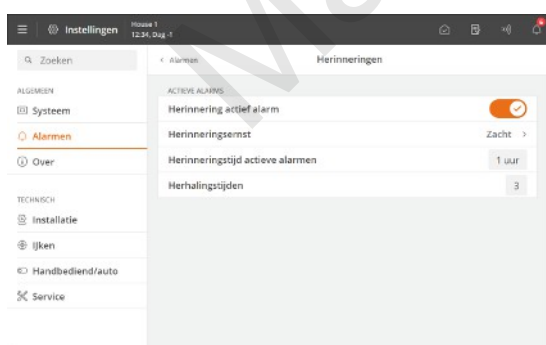 Instellingen
House 1
12:34, Dag -1
Zoeken
Alarmen
Herinneringen
ALGEMEEN
Systeem
Alarmen
Over
TECHNISCH
Installatie
IJken
Handbediend/auto
Service
ACTIEVE ALARMS
Herinnering actief alarm
Herinneringsernst
Zacht
Herinneringstijd actieve alarmen
1 uur
Herhalingstijden
3